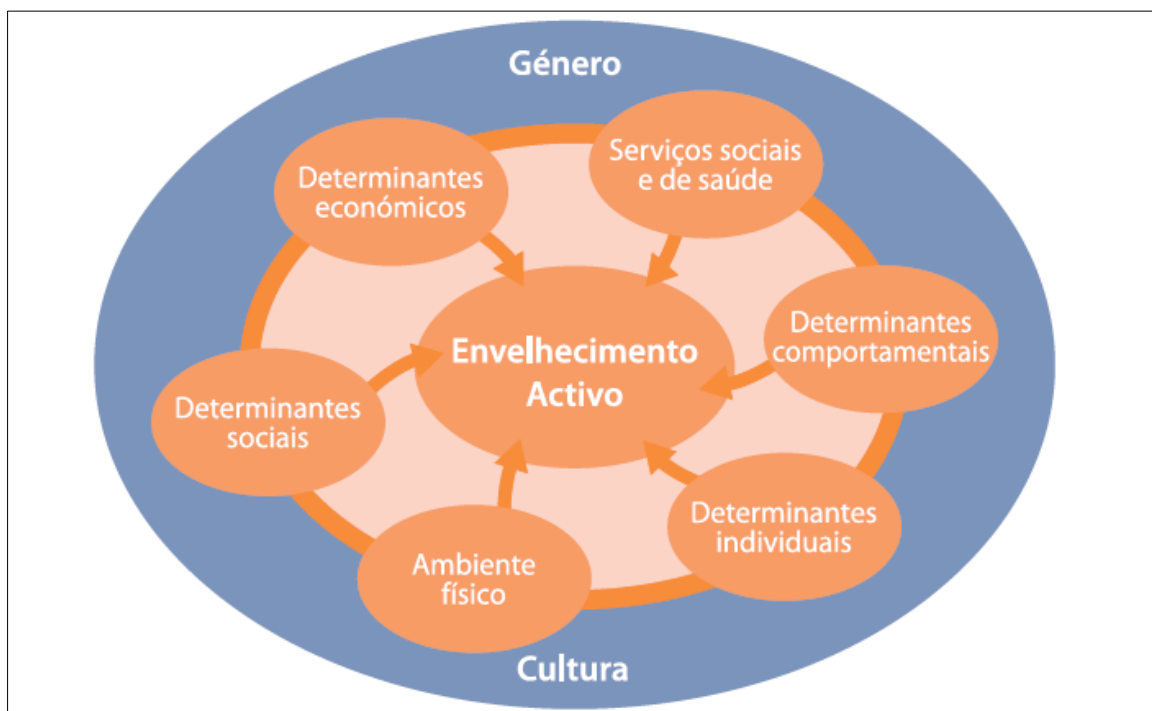 Género
Serviços sociais
e de saúde
Determinantes
económicos
Determinantes
comportamentais
Envelhecimento
Activo
Determinantes
sociais
Determinantes
individuais
Ambiente
físico
Cultura